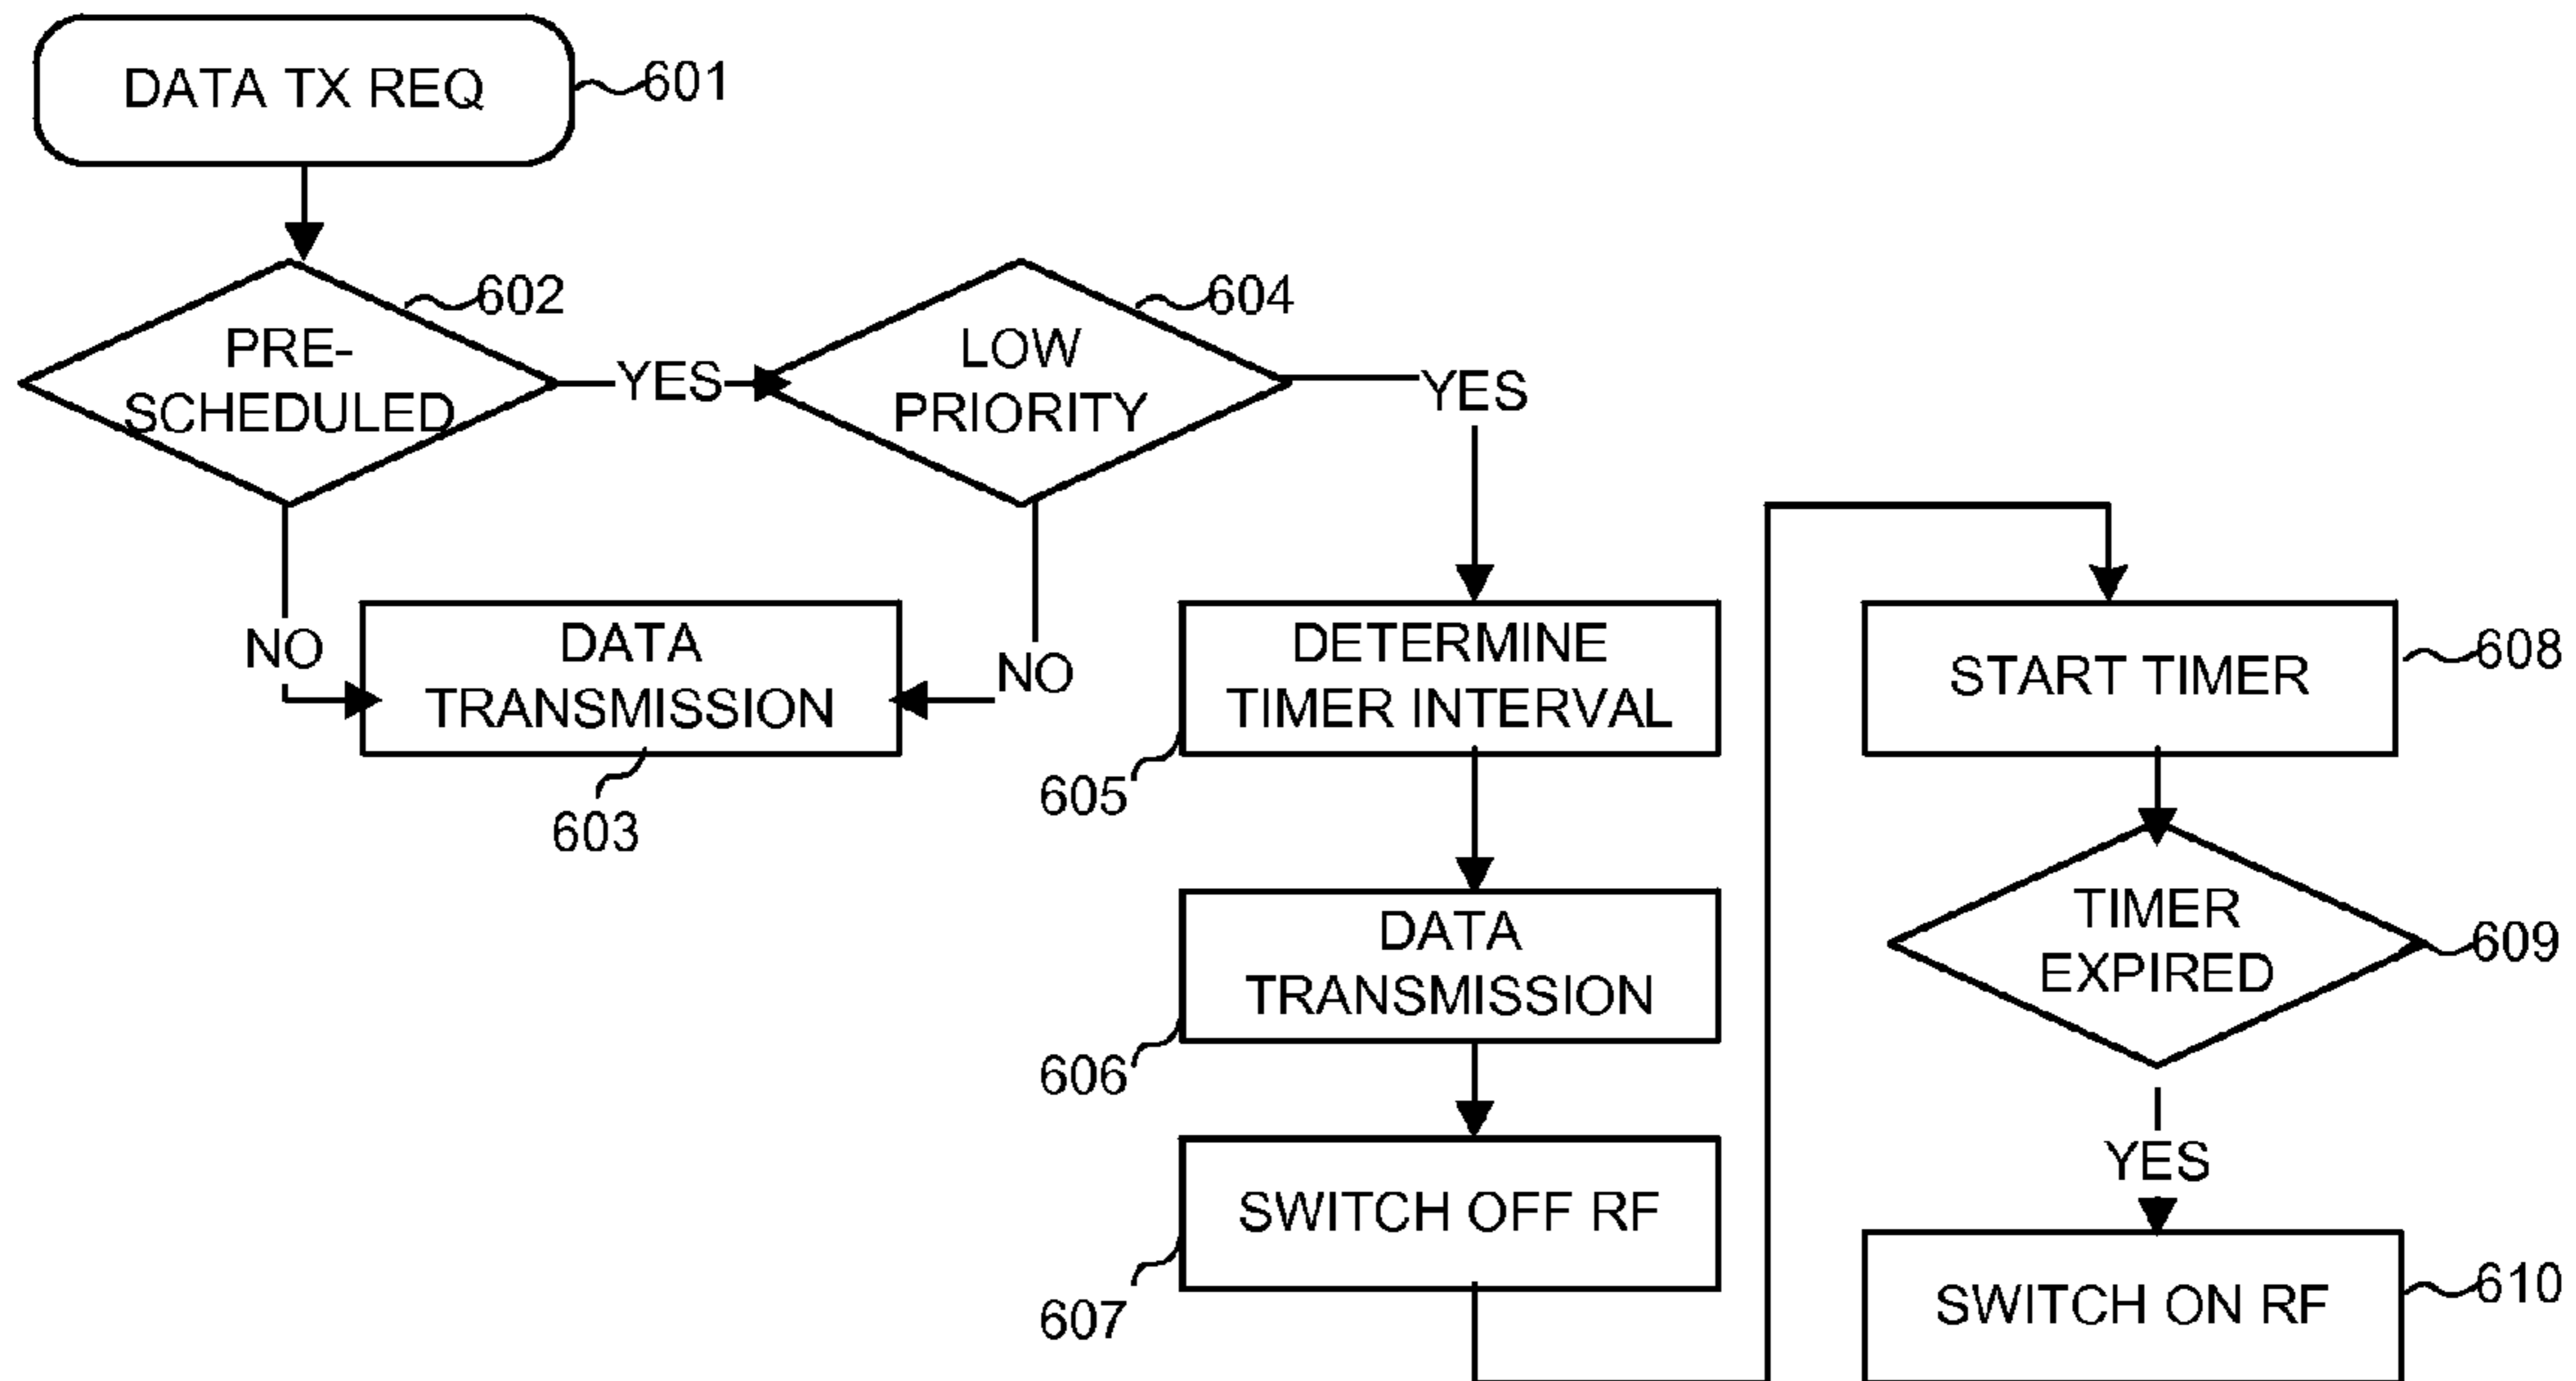 DATA TX REQ
601
PRE-
SCHEDULED
602
YES
LOW
PRIORITY
604
YES
NO
DATA
TRANSMISSION
603
NO
DETERMINE
TIMER INTERVAL
605
DATA
TRANSMISSION
606
SWITCH OFF RF
607
START TIMER
608
TIMER
EXPIRED
609
YES
SWITCH ON RF
610